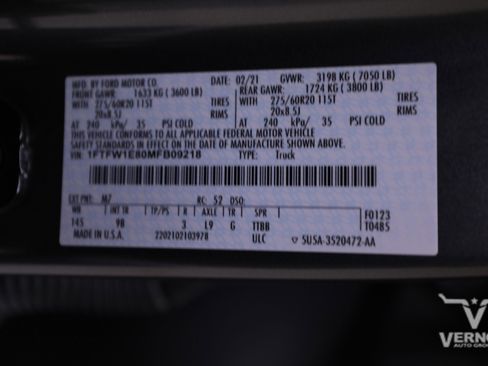 MFD. BY FORD MOTOR CO.
DATE: 02/21 GVWR: 3198 KG (7050 LB)
FRONT GAWR: 1633 KG (3600 LB)
REAR GAWR: 1724 KG (3800 LB)
WITH 275/60R20 115T TIRES
WITH 275/60R20 115T TIRES
20x8.5J RIMS
20x8.5J RIMS
AT 240 kPa/ 35 PSI COLD
AT 240 kPa/ 35 PSI COLD
THIS VEHICLE CONFORMS TO ALL APPLICABLE FEDERAL MOTOR VEHICLE
SAFETY STANDARDS IN EFFECT ON THE DATE OF MANUFACTURE SHOWN ABOVE.
VIN: 1FTFW1E80MFB09218 TYPE: Truck
EXT PNT: M7 RC: 52 DSO:
WB INT TR TP/PS R AXLE TR SPR
145 9B 3 L9 G TTBB
F0123
T0485
MADE IN U.S.A. 2202102103978 ULC 5U5A-3520472-AA
VERNO
AUTO GROUP